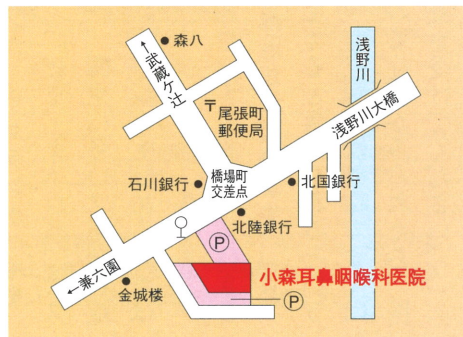 森八
←武蔵ケ辻
浅野川
〒尾張町
郵便局
浅野川大橋
石川銀行
橋場町
交差点
北国銀行
北陸銀行
P
←兼六園
金城楼
小森耳鼻咽喉科医院
P